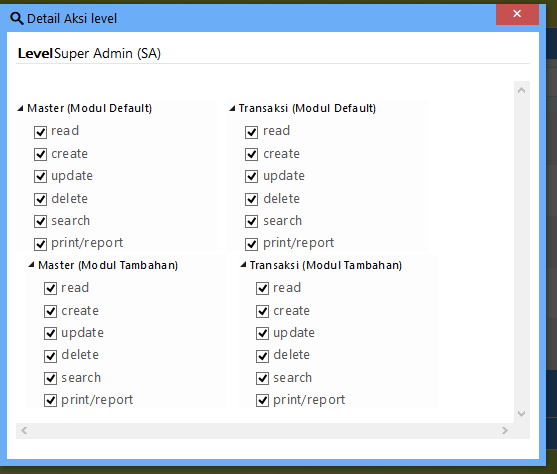 Detail Aksi level
LevelSuper Admin (SA)
Master (Modul Default)
read
create
update
delete
search
print/report
Transaksi (Modul Default)
read
create
update
delete
search
print/report
Master (Modul Tambahan)
read
create
update
delete
search
print/report
Transaksi (Modul Tambahan)
read
create
update
delete
search
print/report